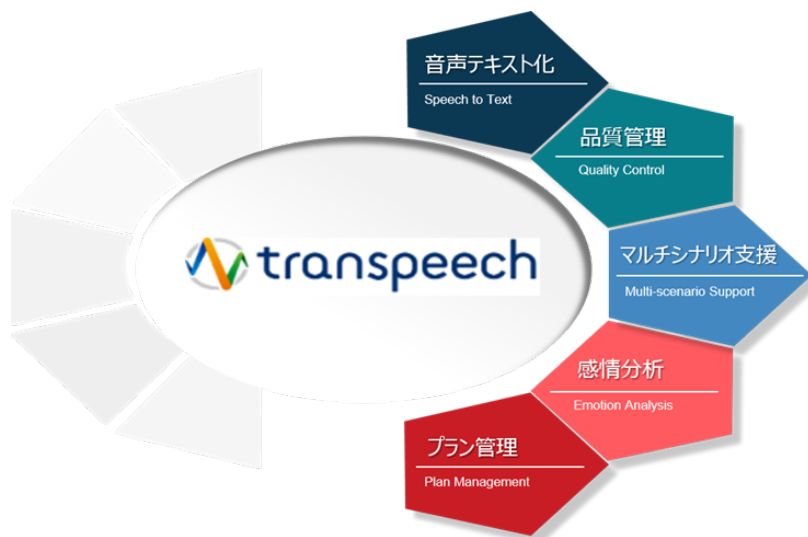 音声テキスト化
Speech to Text
品質管理
Quality Control
transpeech
マルチシナリオ支援
Multi-scenario Support
感情分析
Emotion Analysis
プラン管理
Plan Management